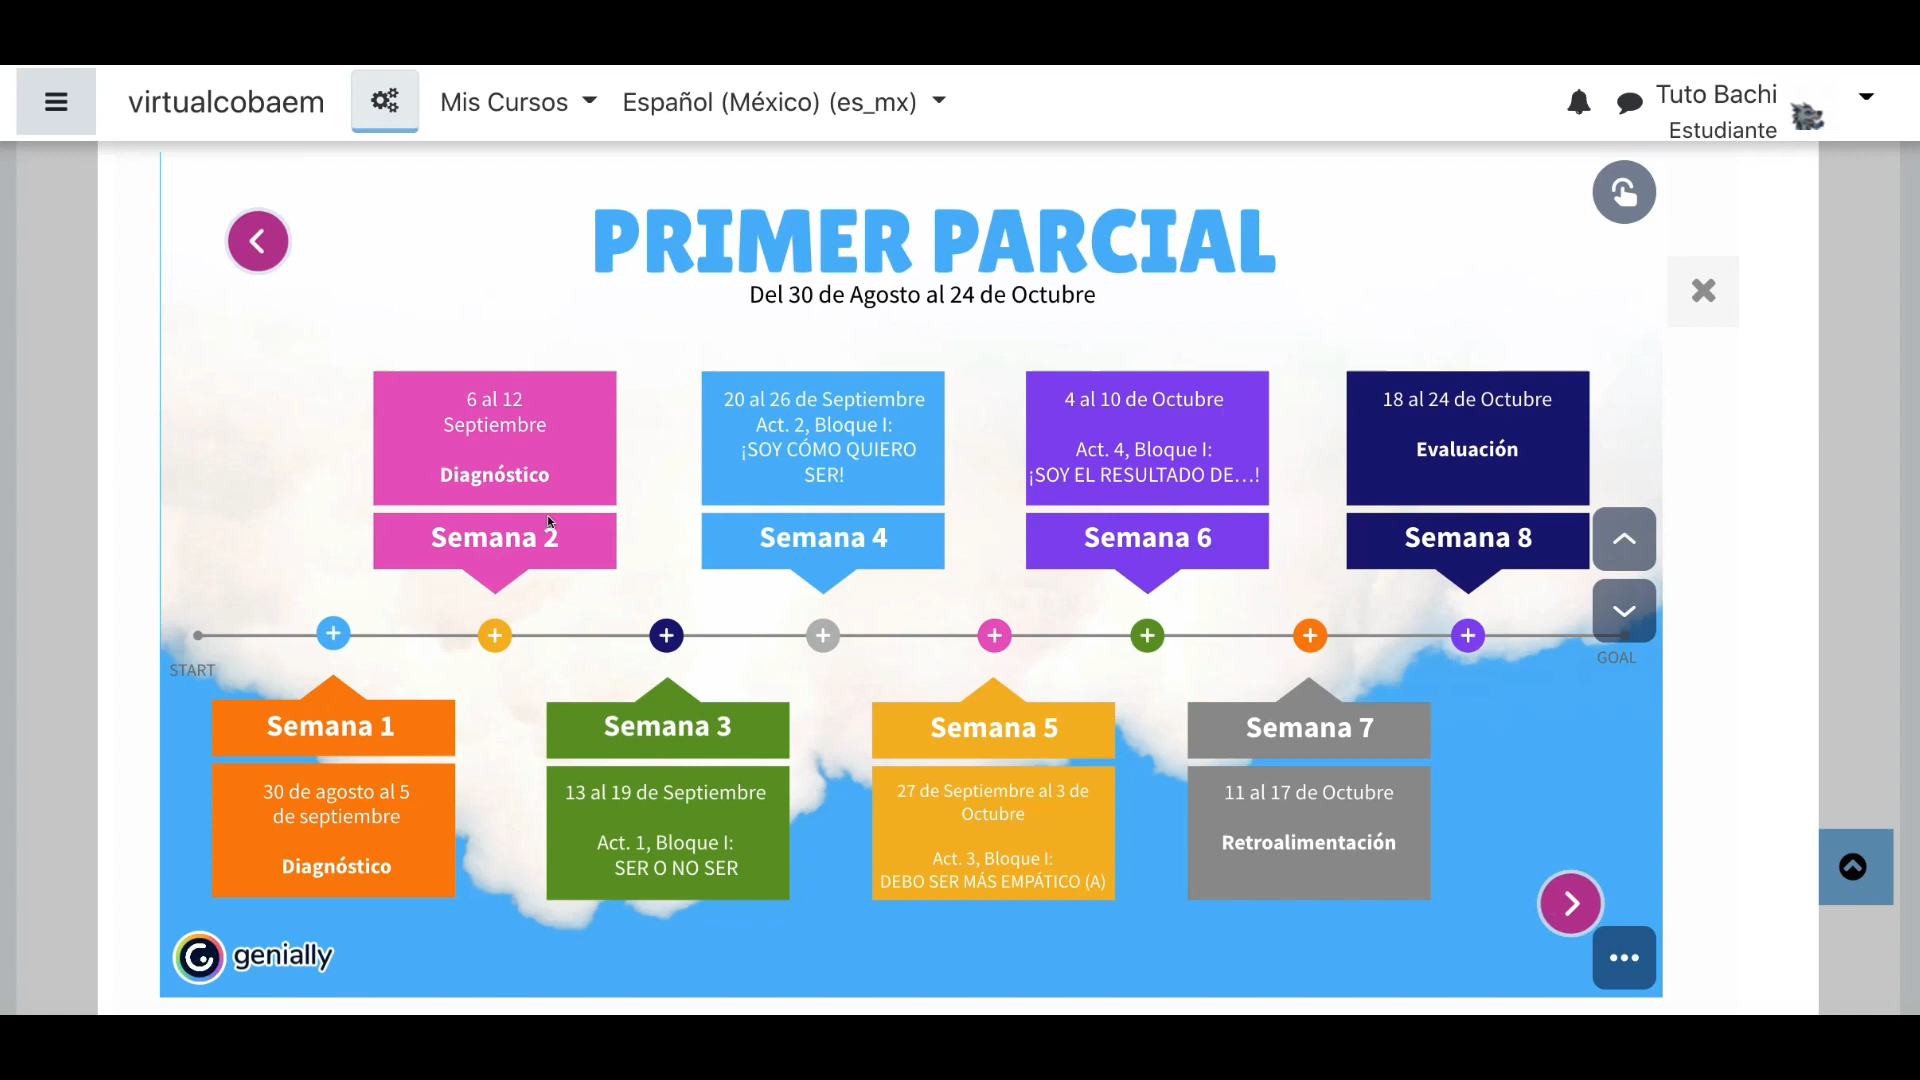 virtualcobaem
Mis Cursos
Español (México) (es_mx)
Tuto Bachi
Estudiante
PRIMER PARCIAL
Del 30 de Agosto al 24 de Octubre
6 al 12
Septiembre
Diagnóstico
Semana 2
20 al 26 de Septiembre
Act. 2, Bloque I:
¡SOY CÓMO QUIERO
SER!
Semana 4
4 al 10 de Octubre
Act. 4, Bloque I:
¡SOY EL RESULTADO DE...!
Semana 6
18 al 24 de Octubre
Evaluación
Semana 8
START
GOAL
Semana 1
30 de agosto al 5
de septiembre
Diagnóstico
Semana 3
13 al 19 de Septiembre
Act. 1, Bloque I:
SER O NO SER
Semana 5
27 de Septiembre al 3 de
Octubre
Act. 3, Bloque I:
DEBO SER MÁS EMPÁTICO (A)
Semana 7
11 al 17 de Octubre
Retroalimentación
genially